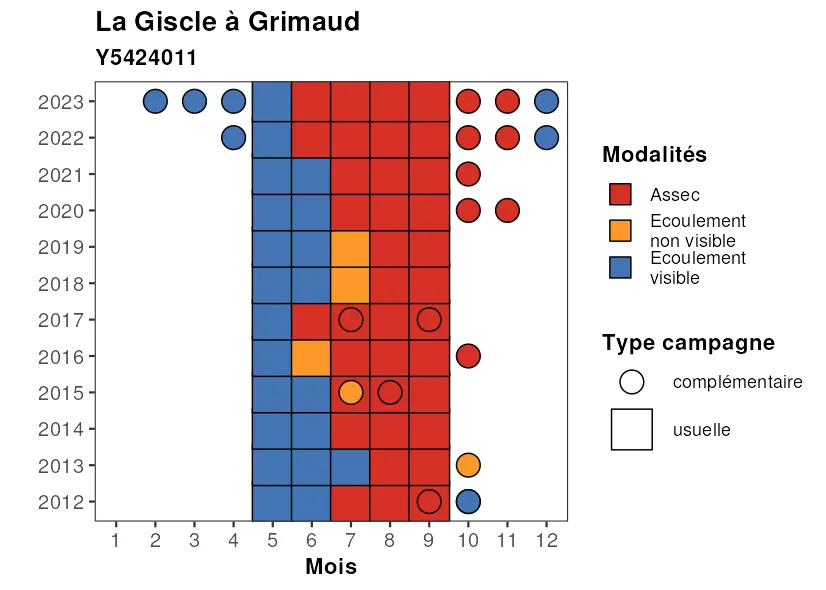 La Giscle à Grimaud
Y5424011
2023
2022
2021
2020
2019
2018
2017
2016
2015
2014
2013
2012
1 2 3 4 5 6 7 8 9 10 11 12
Mois
Modalités
Assec
Ecoulement
non visible
Ecoulement
visible
Type campagne
complémentaire
usuelle